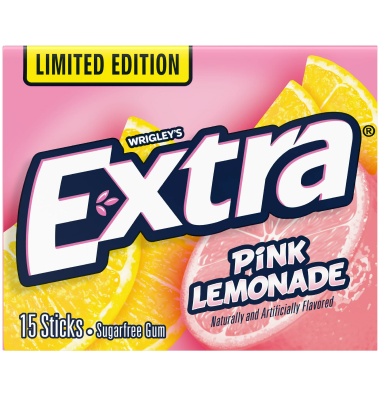 LIMITED EDITION
WRIGLEY'S
Extra®
PiNK
LEMONADE
Naturally and Artificially Flavored
15 Sticks • Sugarfree Gum